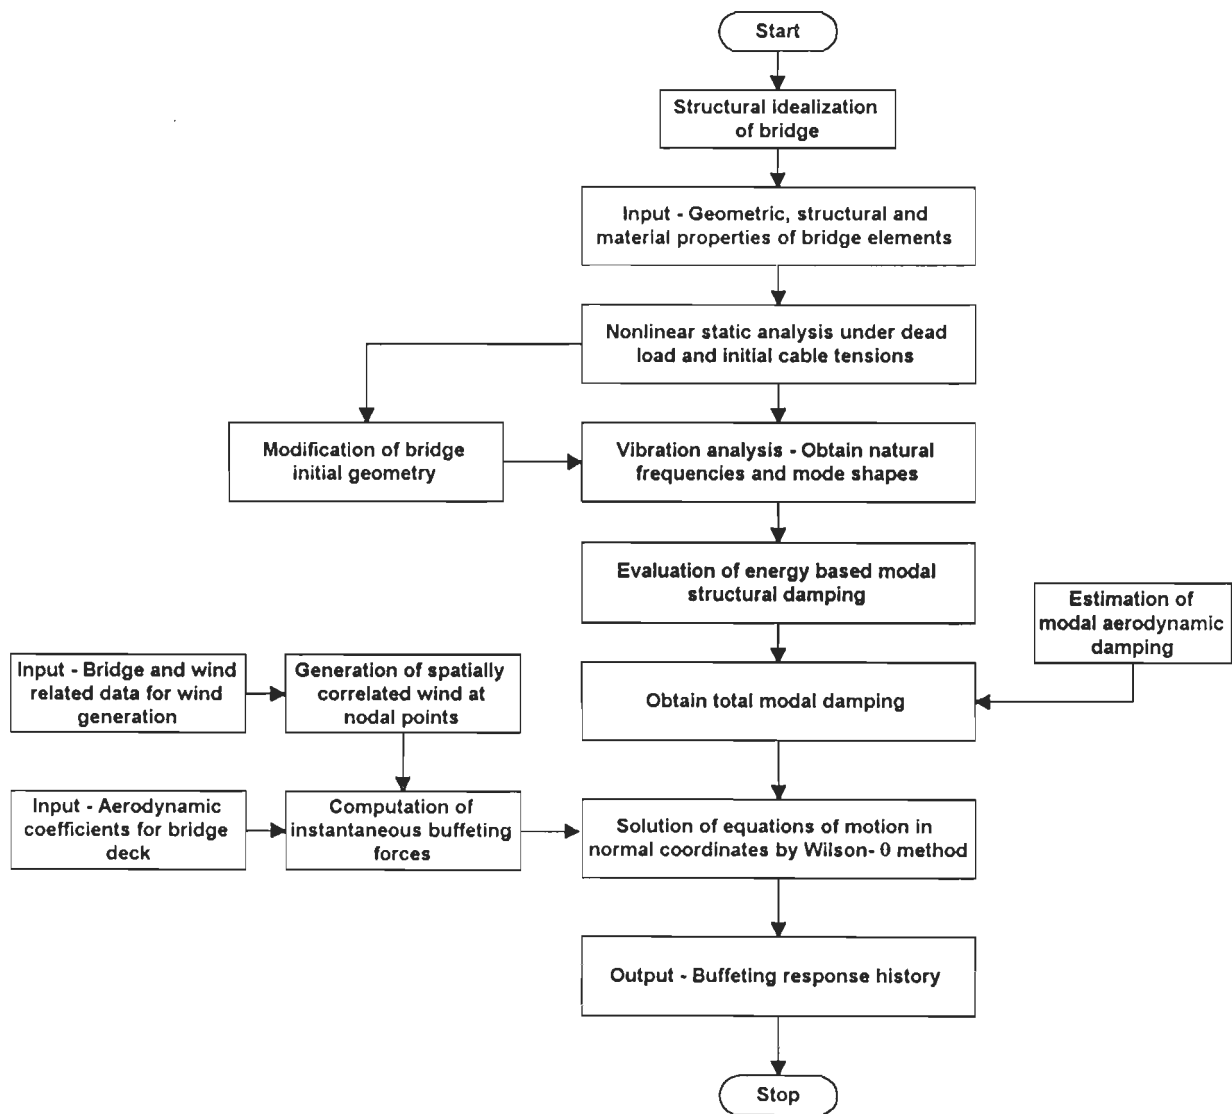 Start
Structural idealization
of bridge
Input - Geometric, structural and
material properties of bridge elements
Nonlinear static analysis under dead
load and initial cable tensions
Modification of bridge
initial geometry
Vibration analysis - Obtain natural
frequencies and mode shapes
Evaluation of energy based modal
structural damping
Estimation of
modal aerodynamic
damping
Input - Bridge and wind
related data for wind
generation
Generation of spatially
correlated wind at
nodal points
Obtain total modal damping
Input - Aerodynamic
coefficients for bridge
deck
Computation of
instantaneous buffeting
forces
Solution of equations of motion in
normal coordinates by Wilson- θ method
Output - Buffeting response history
Stop